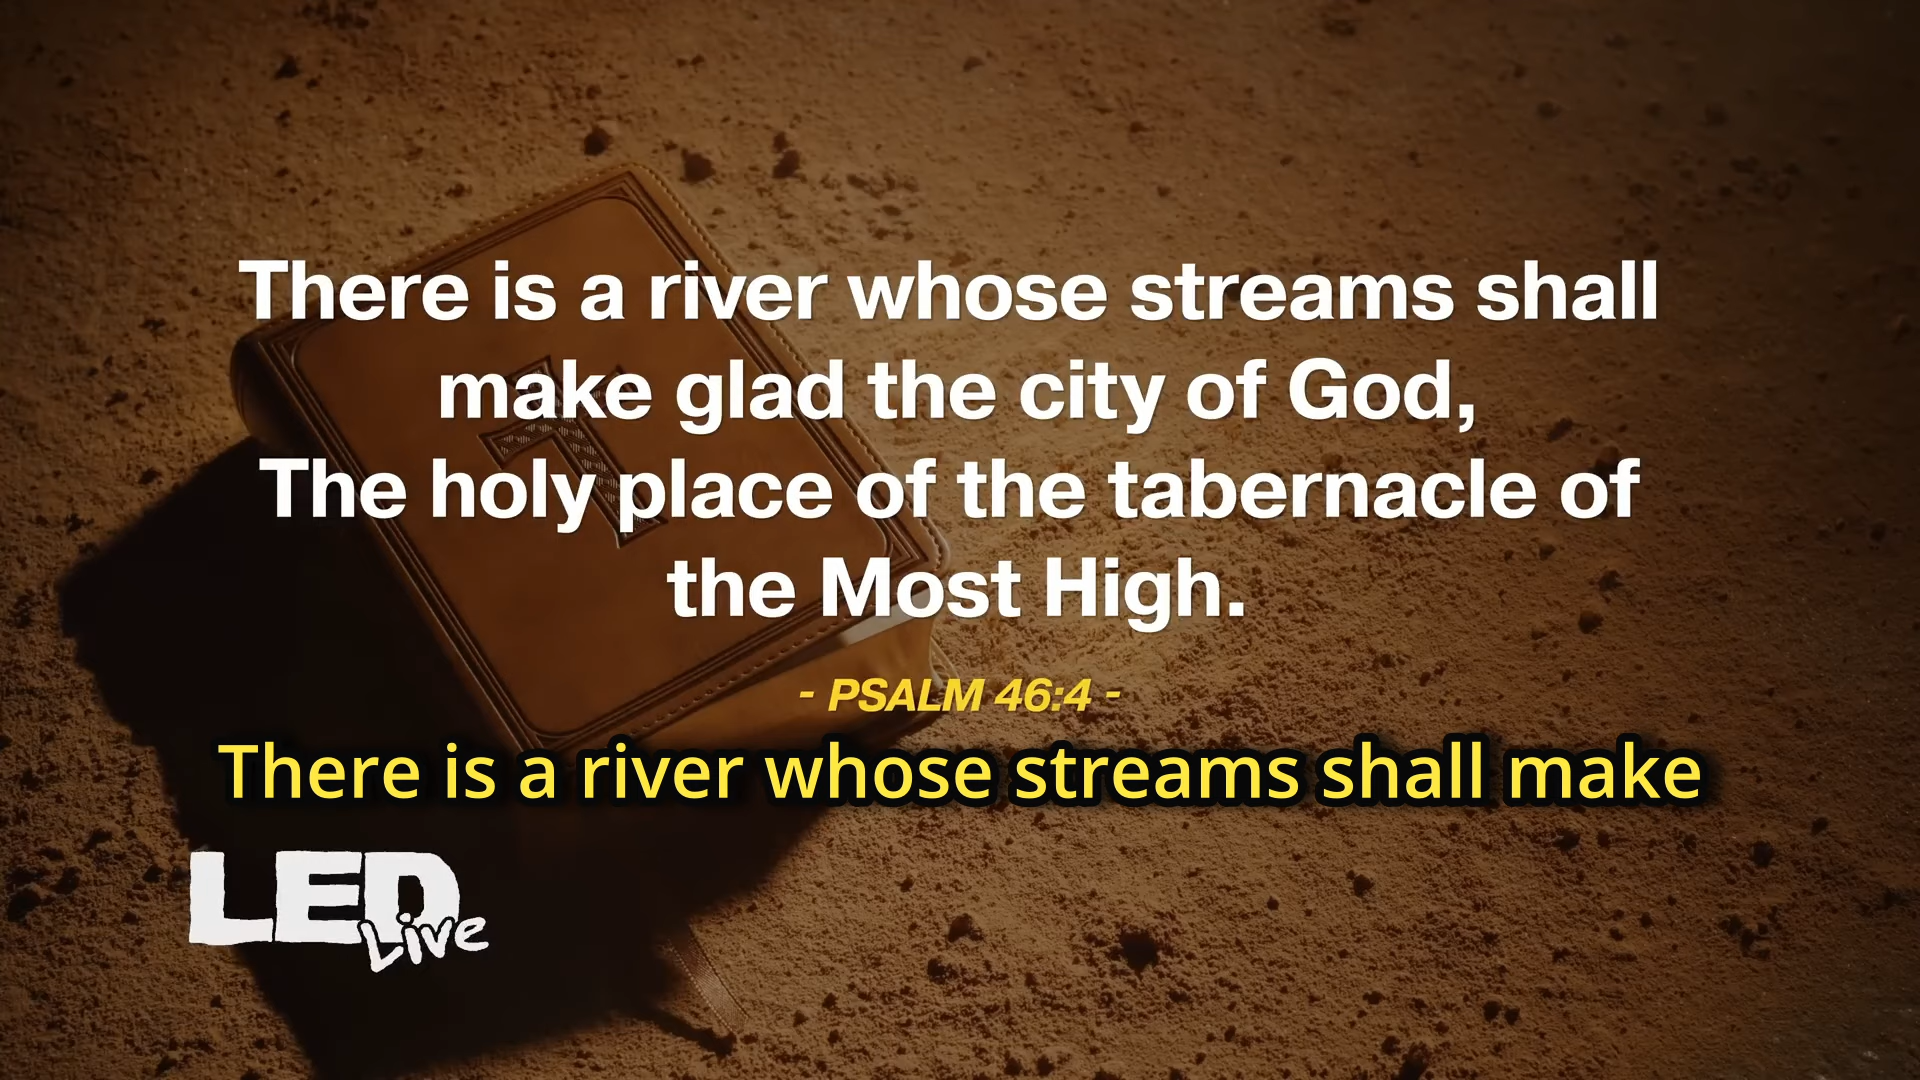 There is a river whose streams shall
make glad the city of God,
The holy place of the tabernacle of
the Most High.
- PSALM 46:4 -
There is a river whose streams shall make
LED
Live